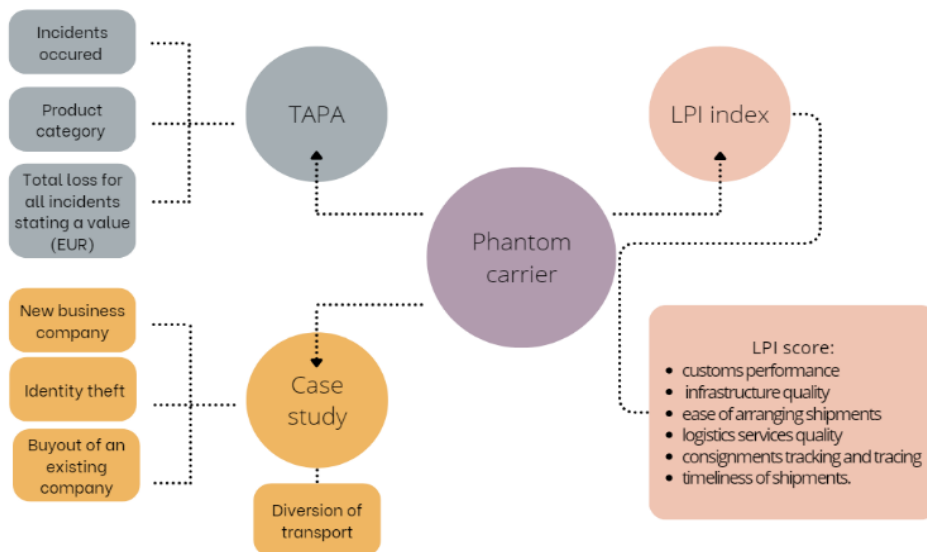 Incidents
occured
Product
category
Total loss for
all incidents
stating a value
(EUR)
TAPA
LPI index
Phantom
carrier
New business
company
Identity theft
Buyout of an
existing
company
Case
study
Diversion of
transport
LPI score:
• customs performance
• infrastructure quality
• ease of arranging shipments
• logistics services quality
• consignments tracking and tracing
• timeliness of shipments.